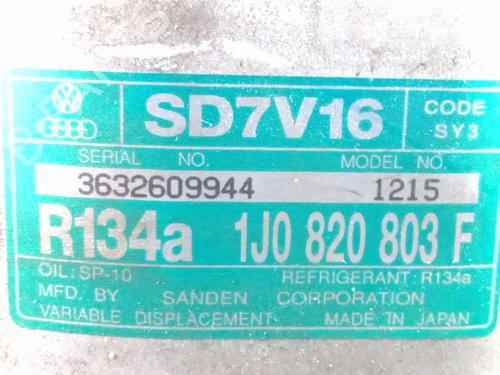 SD7V16
CODE
SY3
SERIAL NO. MODEL NO.
3632609944 1215
R134a 1J0 820 803 F
OIL: SP-10 REFRIGERANT: R134a
MFD. BY SANDEN CORPORATION
VARIABLE DISPLACEMENT MADE IN JAPAN